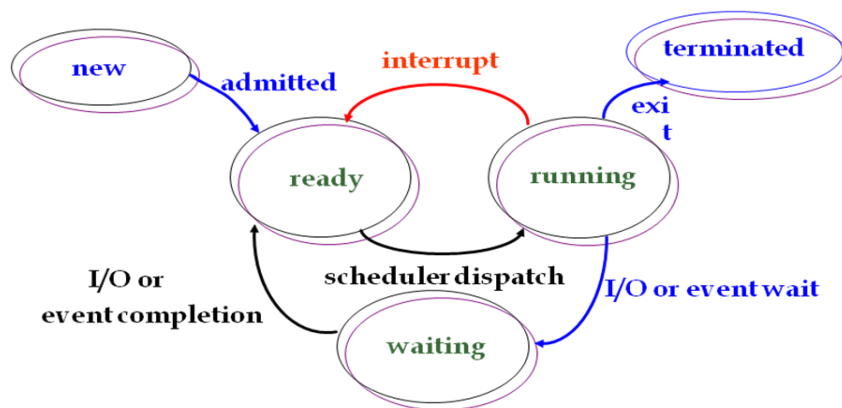 new
admitted
interrupt
terminated
exi
t
ready
running
scheduler dispatch
I/O or
event completion
I/O or event wait
waiting